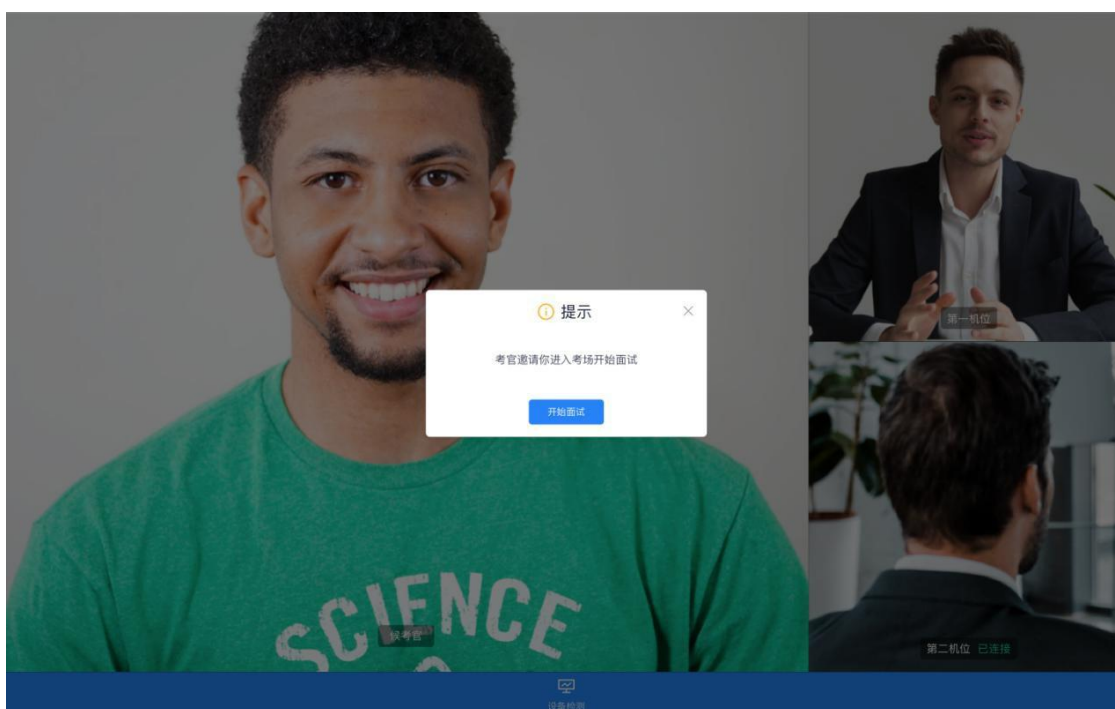 提示
考官邀请你进入考场开始面试
开始面试
第一机位
SCIENCE
候考官
第二机位 已连接
设备检测